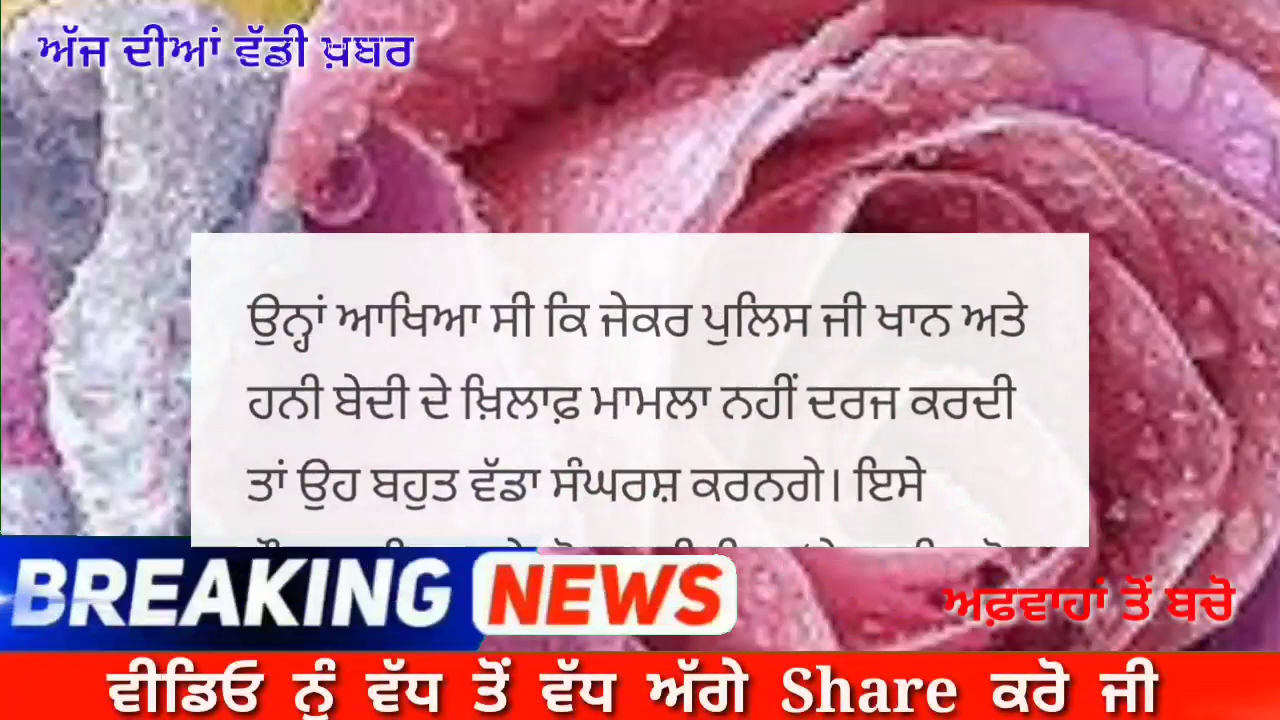 ਅੱਜ ਦੀਆਂ ਵੱਡੀ ਖ਼ਬਰ
ਉਨ੍ਹਾਂ ਆਖਿਆ ਸੀ ਕਿ ਜੇਕਰ ਪੁਲਿਸ ਜੀ ਖਾਨ ਅਤੇ
ਹਨੀ ਬੇਦੀ ਦੇ ਖ਼ਿਲਾਫ਼ ਮਾਮਲਾ ਨਹੀਂ ਦਰਜ ਕਰਦੀ
ਤਾਂ ਉਹ ਬਹੁਤ ਵੱਡਾ ਸੰਘਰਸ਼ ਕਰਨਗੇ। ਇਸੇ
BREAKING NEWS
ਅਫ਼ਵਾਹਾਂ ਤੋਂ ਬਚੋ
ਵੀਡਿਓ ਨੂੰ ਵੱਧ ਤੋਂ ਵੱਧ ਅੱਗੇ Share ਕਰੋ ਜੀ